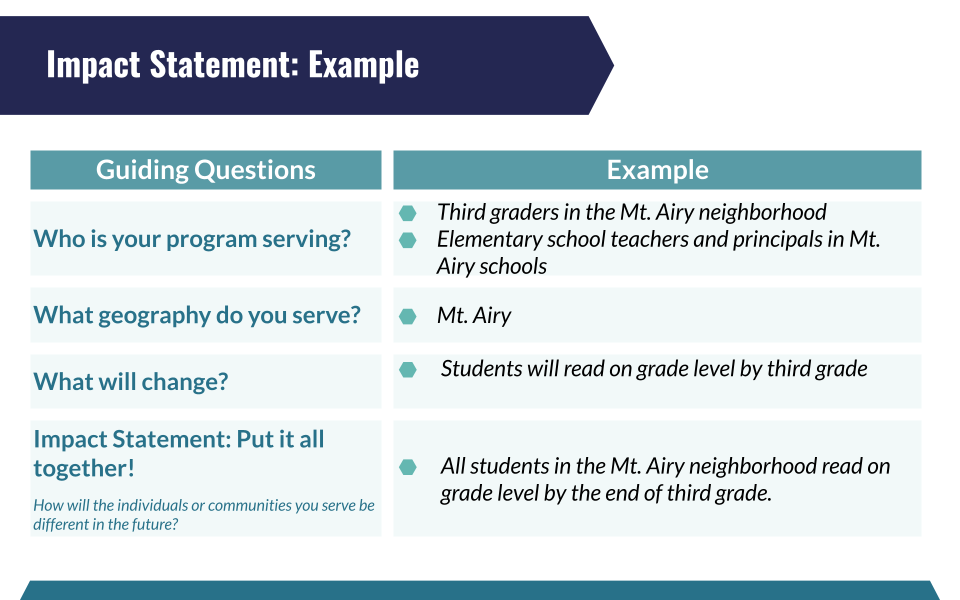 Impact Statement: Example
Guiding Questions
Example
Who is your program serving?
Third graders in the Mt. Airy neighborhood
Elementary school teachers and principals in Mt.
Airy schools
What geography do you serve?
Mt. Airy
What will change?
Students will read on grade level by third grade
Impact Statement: Put it all
together!
How will the individuals or communities you serve be
different in the future?
All students in the Mt. Airy neighborhood read on
grade level by the end of third grade.